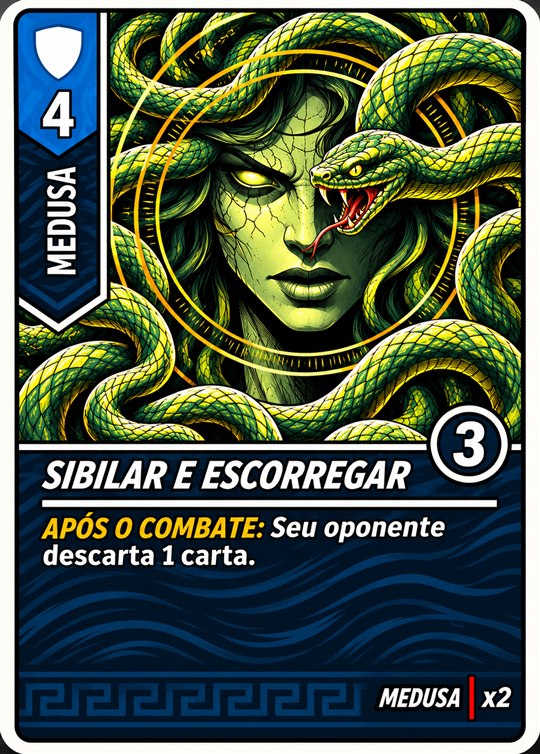 4
MEDUSA
3
SIBILAR E ESCORREGAR
APÓS O COMBATE: Seu oponente
descarta 1 carta.
MEDUSA x2